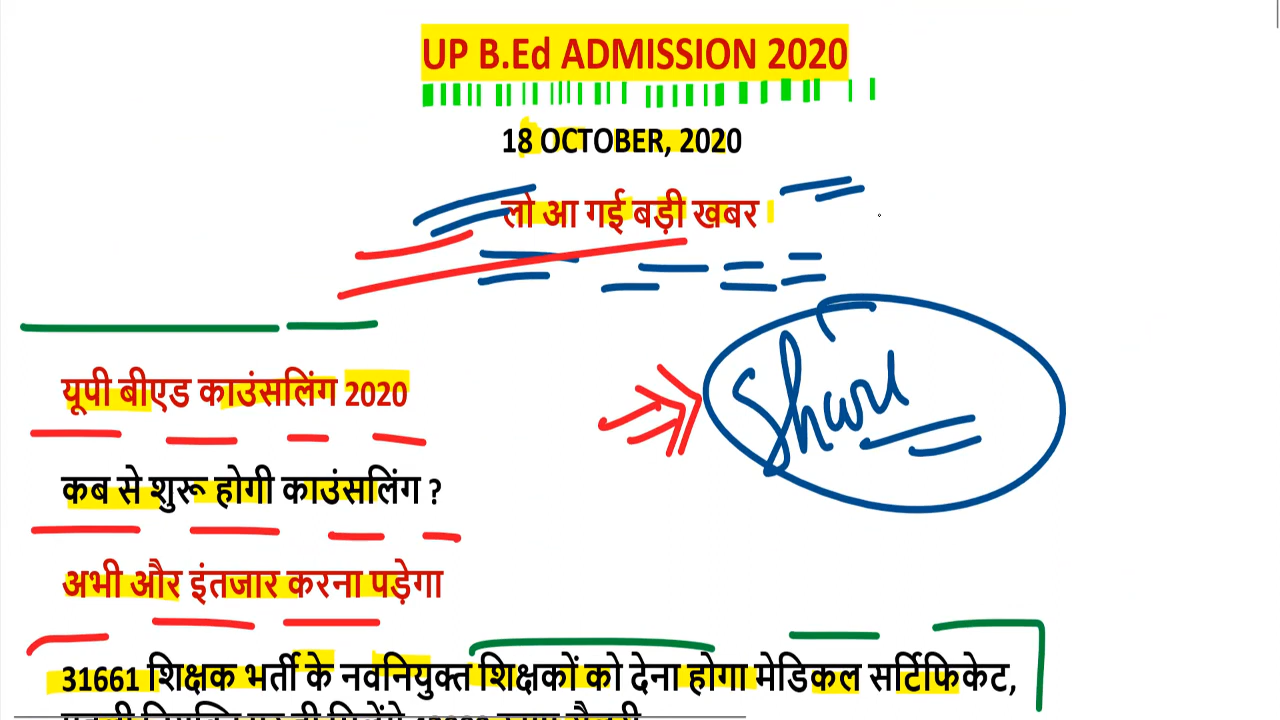 UP B.Ed ADMISSION 2020
18 OCTOBER, 2020
लो आ गई बड़ी खबर
Share
यूपी बीएड काउंसलिंग 2020
कब से शुरू होगी काउंसलिंग ?
अभी और इंतजार करना पड़ेगा
31661 शिक्षक भर्ती के नवनियुक्त शिक्षकों को देना होगा मेडिकल सर्टिफिकेट,